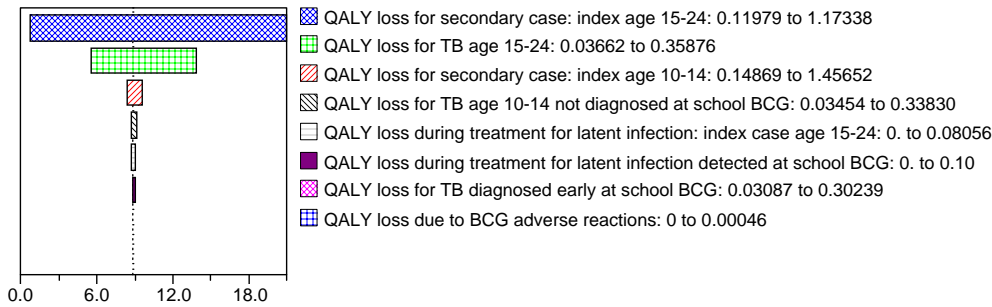 QALY loss for secondary case: index age 15-24: 0.11979 to 1.17338
QALY loss for TB age 15-24: 0.03662 to 0.35876
QALY loss for secondary case: index age 10-14: 0.14869 to 1.45652
QALY loss for TB age 10-14 not diagnosed at school BCG: 0.03454 to 0.33830
QALY loss during treatment for latent infection: index case age 15-24: 0. to 0.08056
QALY loss during treatment for latent infection detected at school BCG: 0. to 0.10
QALY loss for TB diagnosed early at school BCG: 0.03087 to 0.30239
QALY loss due to BCG adverse reactions: 0 to 0.00046
0.0 6.0 12.0 18.0